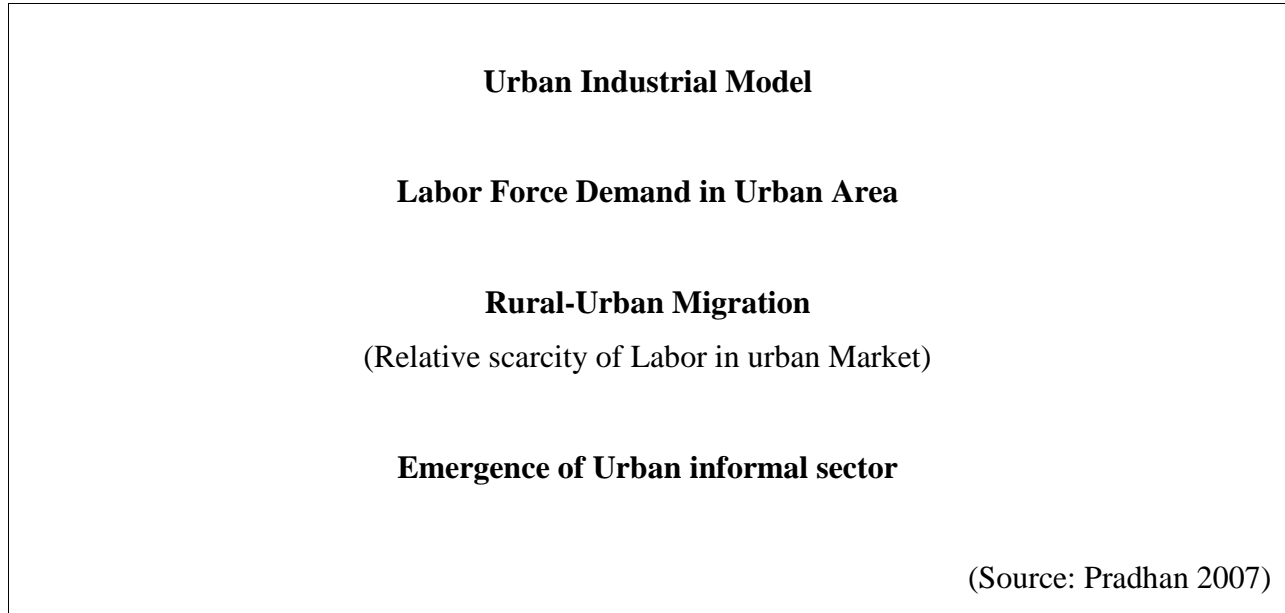 Urban Industrial Model
Labor Force Demand in Urban Area
Rural-Urban Migration
(Relative scarcity of Labor in urban Market)
Emergence of Urban informal sector
(Source: Pradhan 2007)